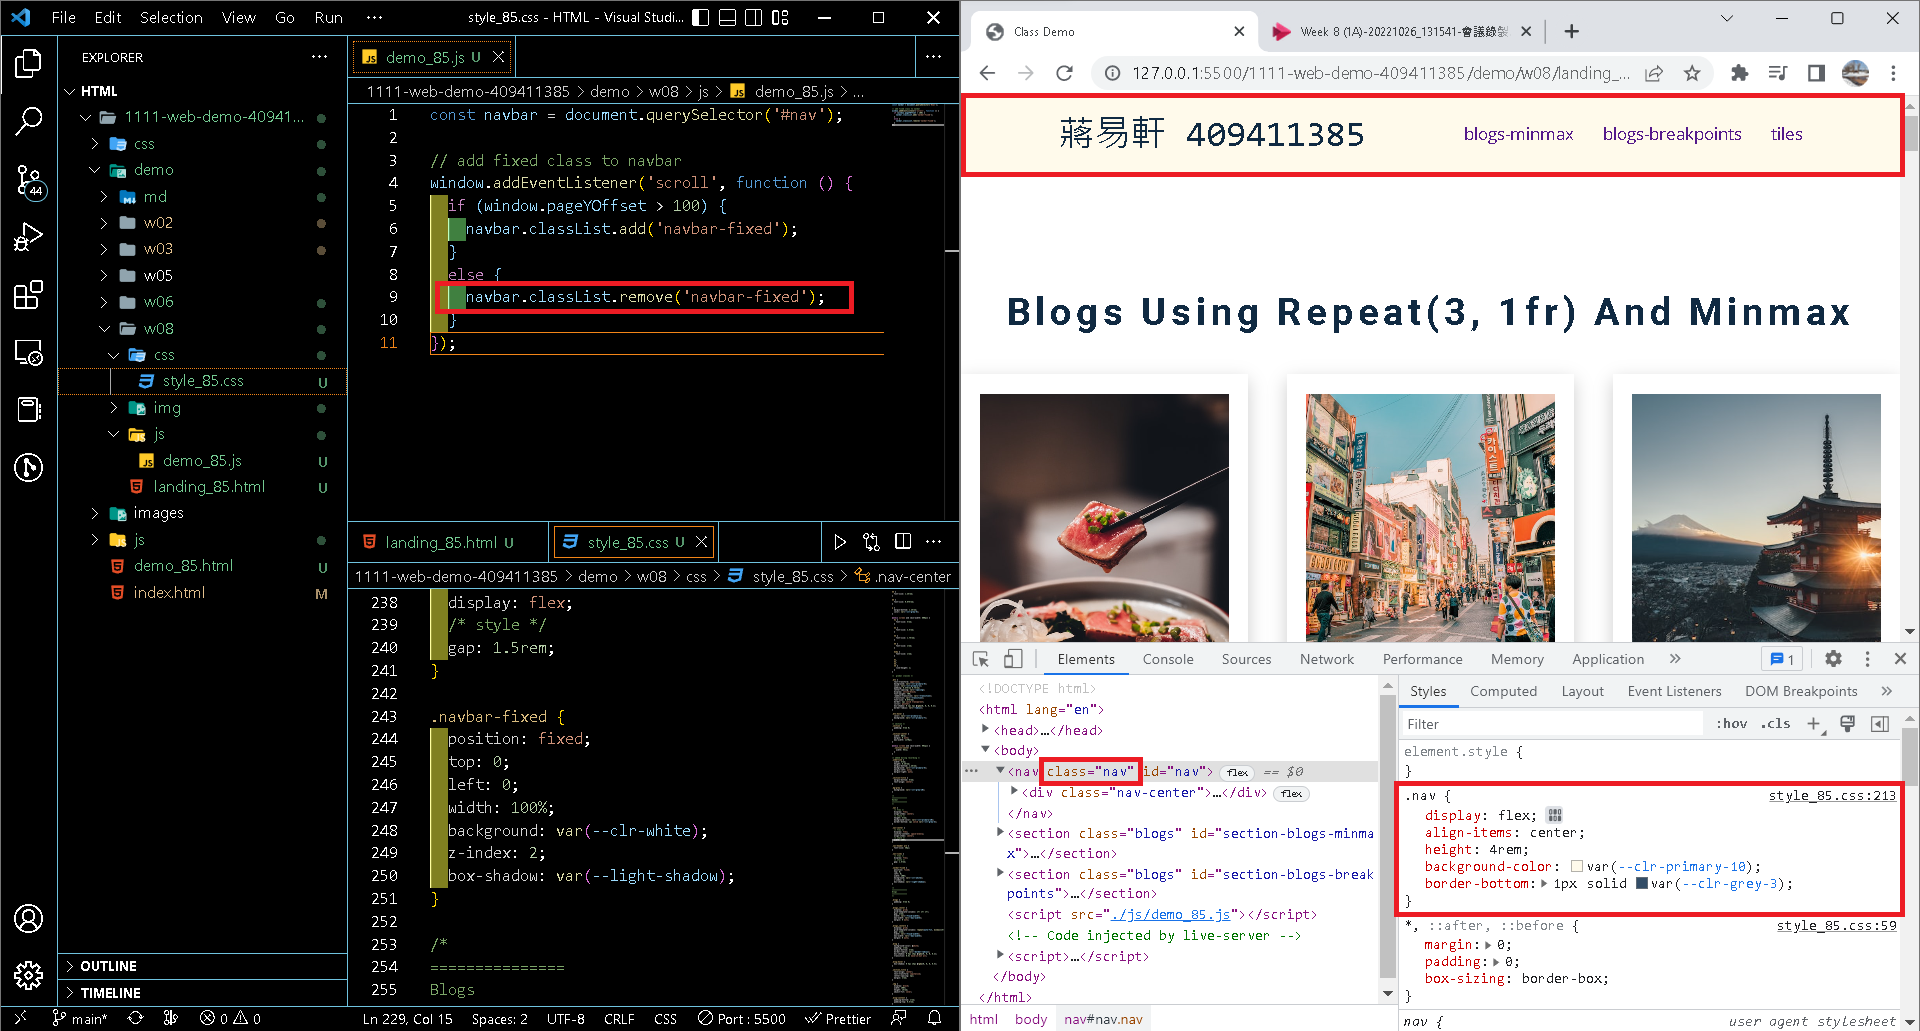 File Edit Selection View Go Run ··· style_85.css - HTML - Visual Studi...
EXPLORER ···
HTML
1111-web-demo-40941...
css
demo
md
w02
w03
w05
w06
w08
css
style_85.css U
img
js
demo_85.js U
landing_85.html U
images
js
demo_85.html U
index.html M
OUTLINE
TIMELINE
44
JS demo_85.js U
1111-web-demo-409411385 > demo > w08 > js > JS demo_85.js > ...
1 const navbar = document.querySelector('#nav');
2
3 // add fixed class to navbar
4 window.addEventListener('scroll', function () {
5 if (window.pageYOffset > 100) {
6 navbar.classList.add('navbar-fixed');
7 }
8 else {
9 navbar.classList.remove('navbar-fixed');
10 }
11 });
landing_85.html U style_85.css U
1111-web-demo-409411385 > demo > w08 > css > style_85.css > .nav-center
238 display: flex;
239 /* style */
240 gap: 1.5rem;
241 }
242
243 .navbar-fixed {
244 position: fixed;
245 top: 0;
246 left: 0;
247 width: 100%;
248 background: var(--clr-white);
249 z-index: 2;
250 box-shadow: var(--light-shadow);
251 }
252
253 /*
254 ===============
255 Blogs
main* 0 0 Ln 229, Col 15 Spaces: 2 UTF-8 CRLF CSS Port : 5500 Prettier
Class Demo Week 8 (1A)-20221026_131541-會議錄製
127.0.0.1:5500/1111-web-demo-409411385/demo/w08/landing_...
蔣易軒 409411385 blogs-minmax blogs-breakpoints tiles
Blogs Using Repeat(3, 1fr) And Minmax
Elements Console Sources Network Performance Memory Application 1
<!DOCTYPE html>
<html lang="en">
<head>…</head>
<body>
··· <nav class="nav" id="nav"> flex == $0
<div class="nav-center">…</div> flex
</nav>
<section class="blogs" id="section-blogs-minma
x">…</section>
<section class="blogs" id="section-blogs-break
points">…</section>
<script src="./js/demo_85.js"></script>
<!-- Code injected by live-server -->
<script>…</script>
</body>
</html>
html body nav#nav.nav
Styles Computed Layout Event Listeners DOM Breakpoints
Filter :hov .cls
element.style {
}
.nav { style_85.css:213
display: flex;
align-items: center;
height: 4rem;
background-color: var(--clr-primary-10);
border-bottom: 1px solid var(--clr-grey-3);
}
*, ::after, ::before { style_85.css:59
margin: 0;
padding: 0;
box-sizing: border-box;
}
nav { user agent stylesheet